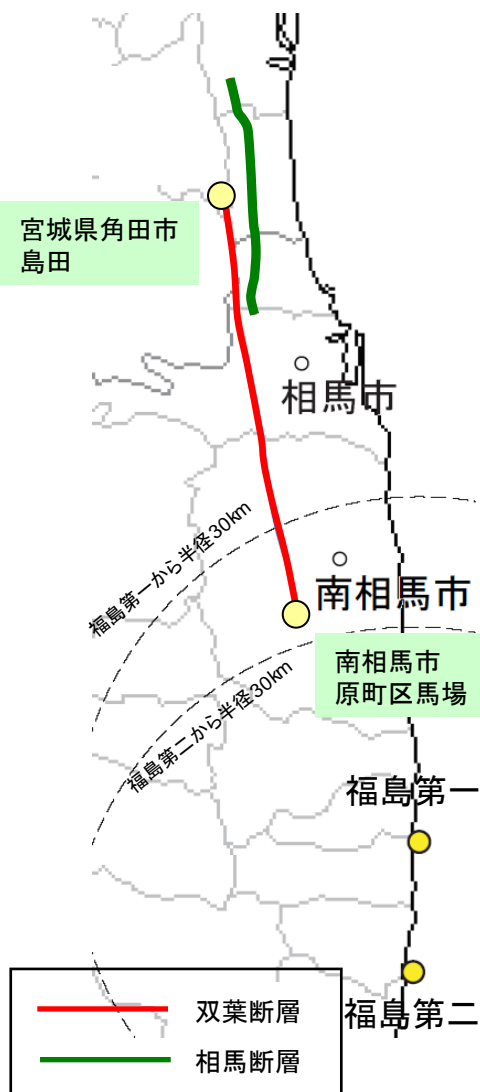 宮城県角田市
島田
相馬市
福島第一から半径30km
南相馬市
南相馬市
原町区馬場
福島第二から半径30km
福島第一
福島第二
双葉断層
相馬断層